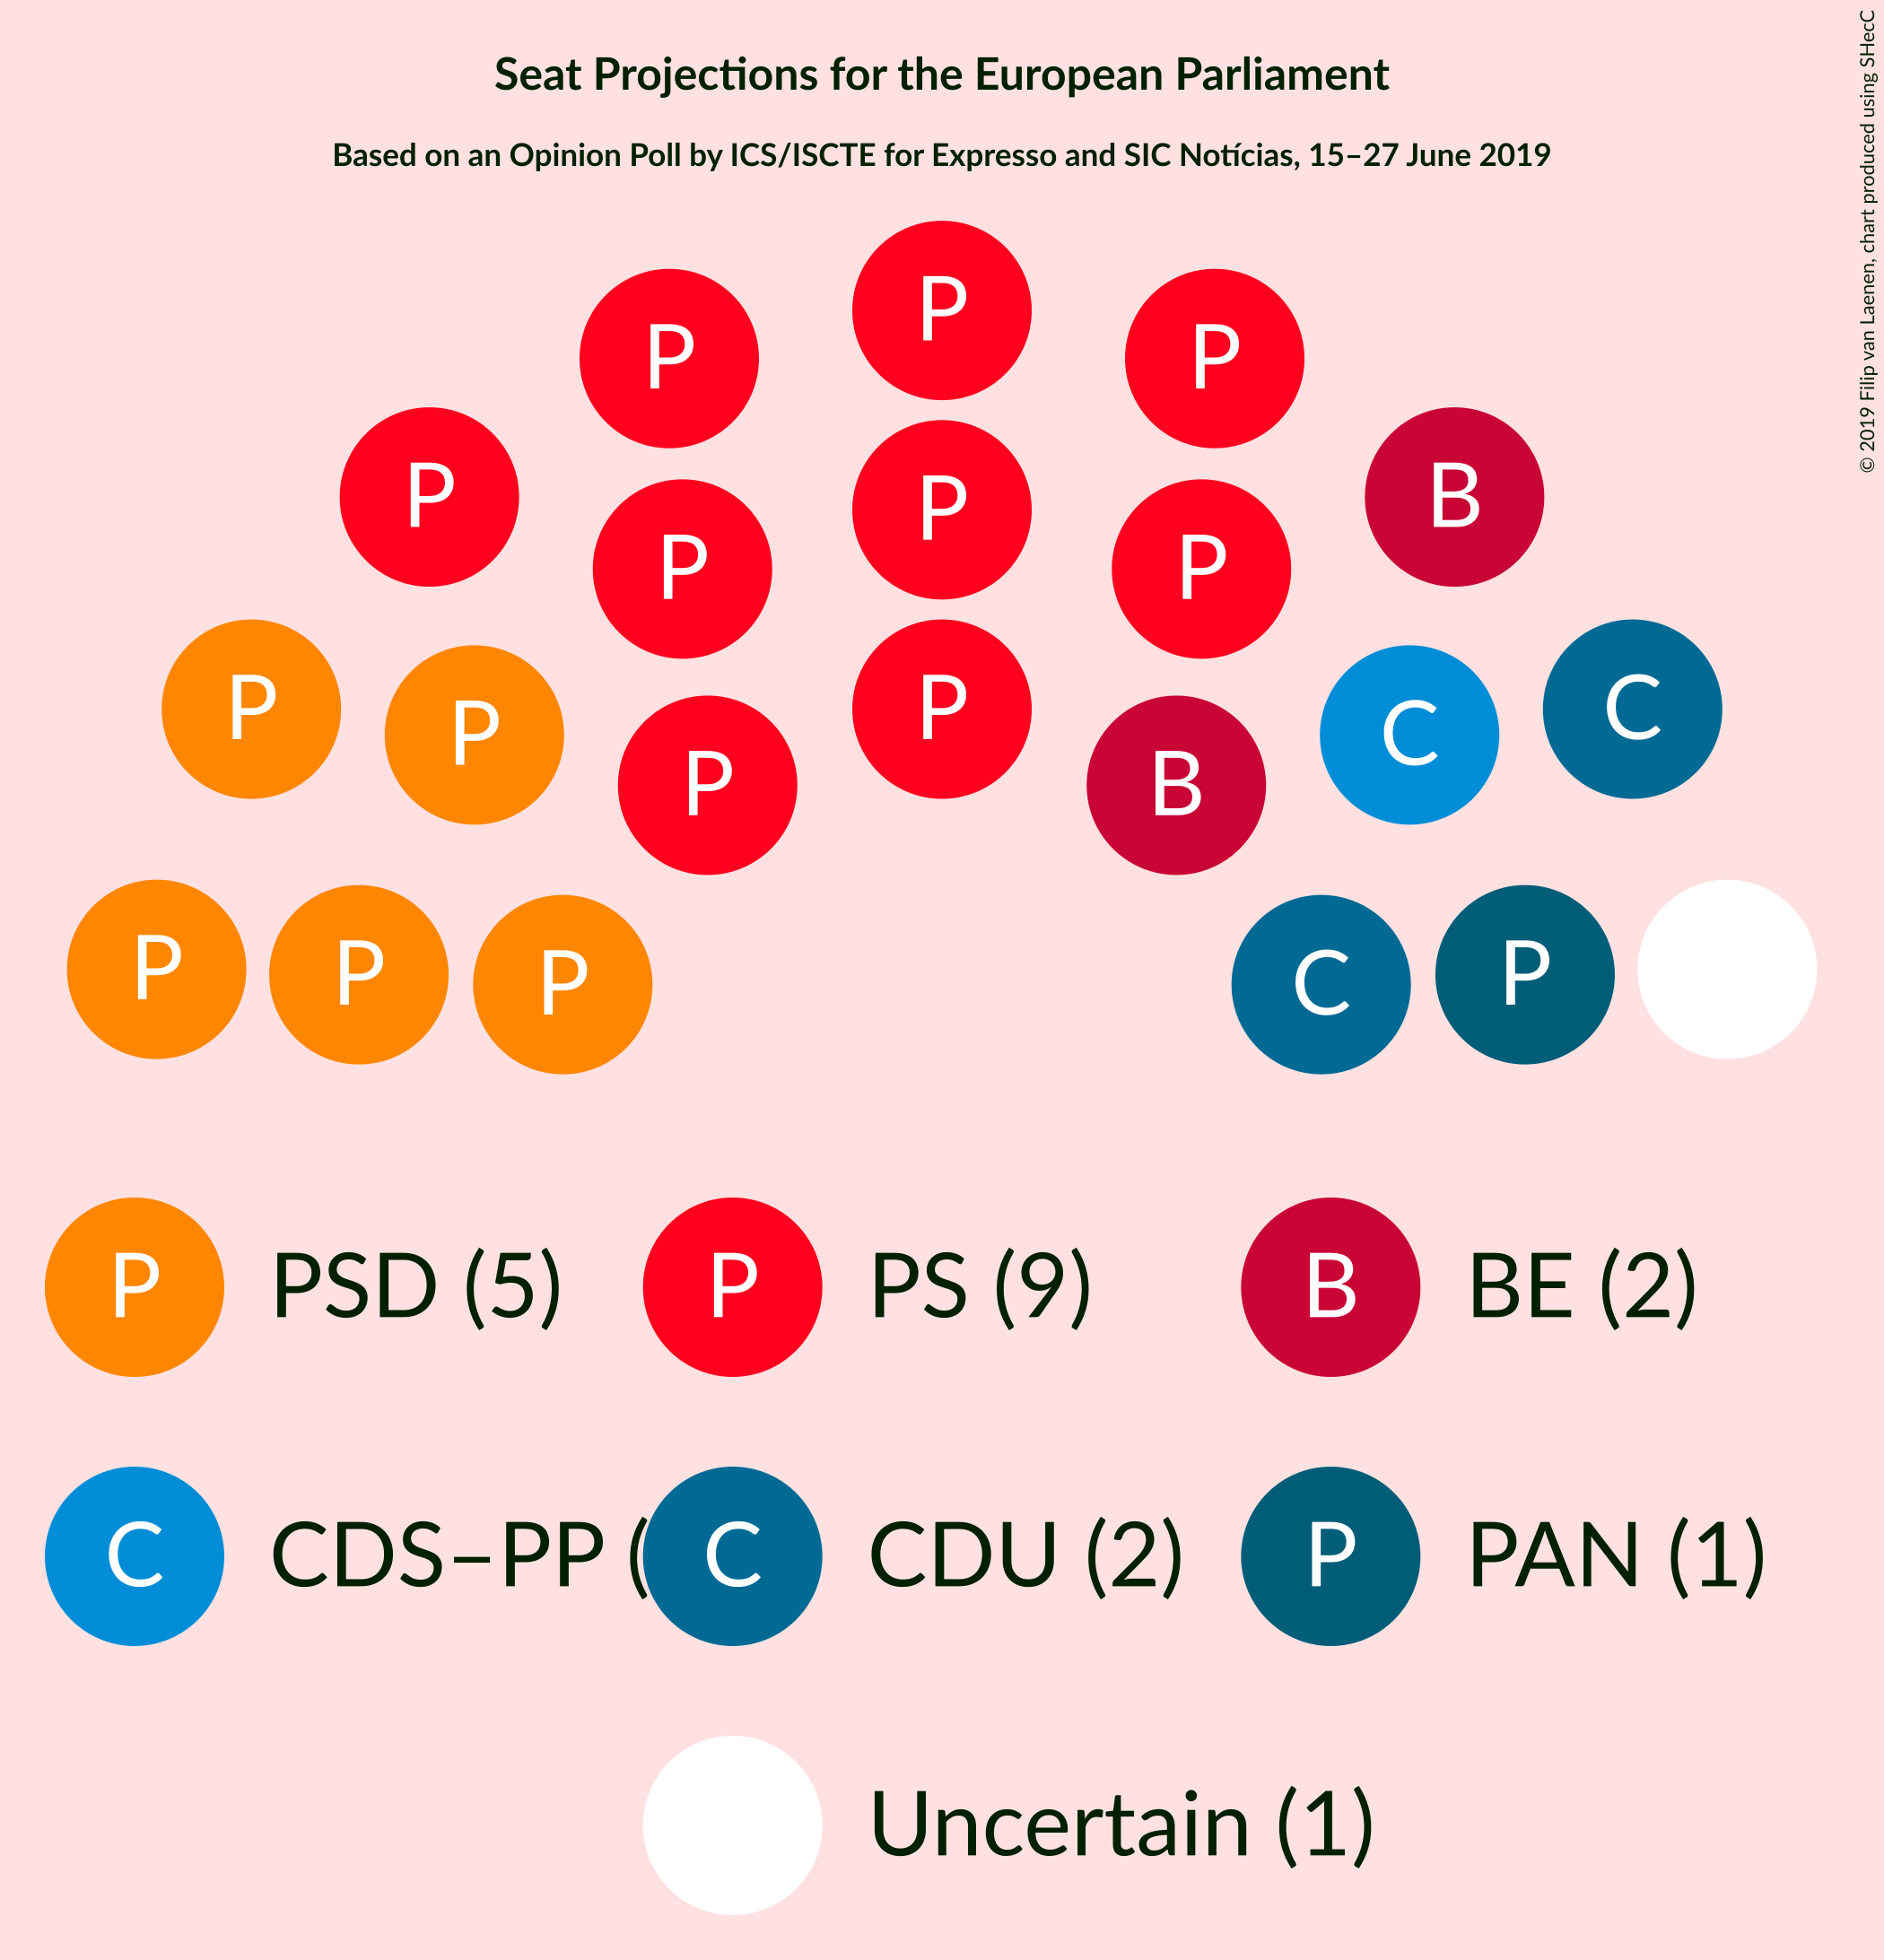 Seat Projections for the European Parliament
Based on an Opinion Poll by ICS/ISCTE for Expresso and SIC Notícias, 15–27 June 2019
© 2019 Filip van Laenen, chart produced using SHecC
P
P P
P B
P
P P
P P
P P C C
P B
P P P C P
P PSD (5) P PS (9) B BE (2)
C CDS–PP ( C CDU (2) P PAN (1)
Uncertain (1)